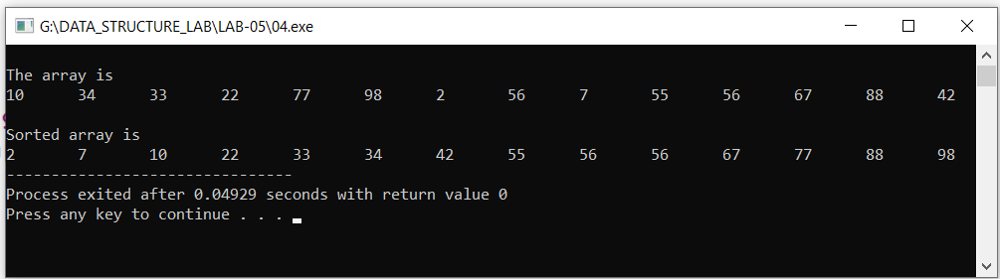 G:\DATA_STRUCTURE_LAB\LAB-05\04.exe
The array is
10 34 33 22 77 98 2 56 7 55 56 67 88 42
Sorted array is
2 7 10 22 33 34 42 55 56 56 67 77 88 98
--------------------------------
Process exited after 0.04929 seconds with return value 0
Press any key to continue . . .